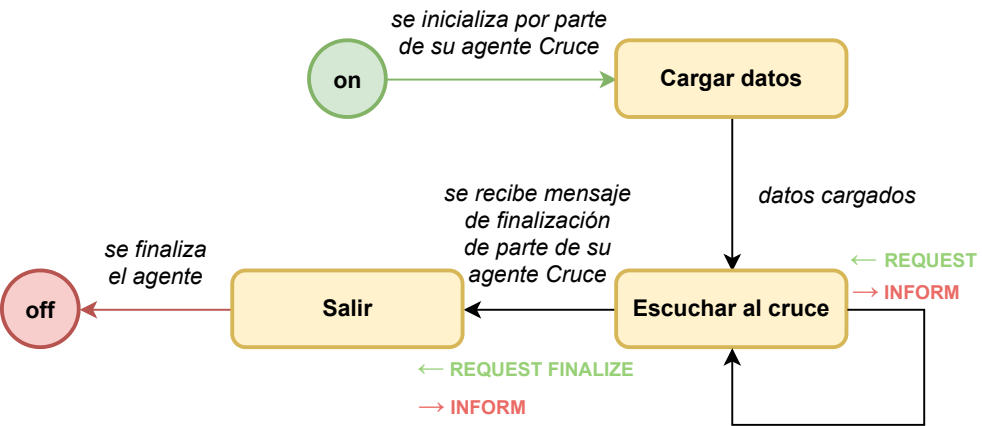 se inicializa por parte
de su agente Cruce
on
Cargar datos
datos cargados
se recibe mensaje
de finalización
de parte de su
agente Cruce
se finaliza
el agente
← REQUEST
→ INFORM
off
Salir
Escuchar al cruce
← REQUEST FINALIZE
→ INFORM